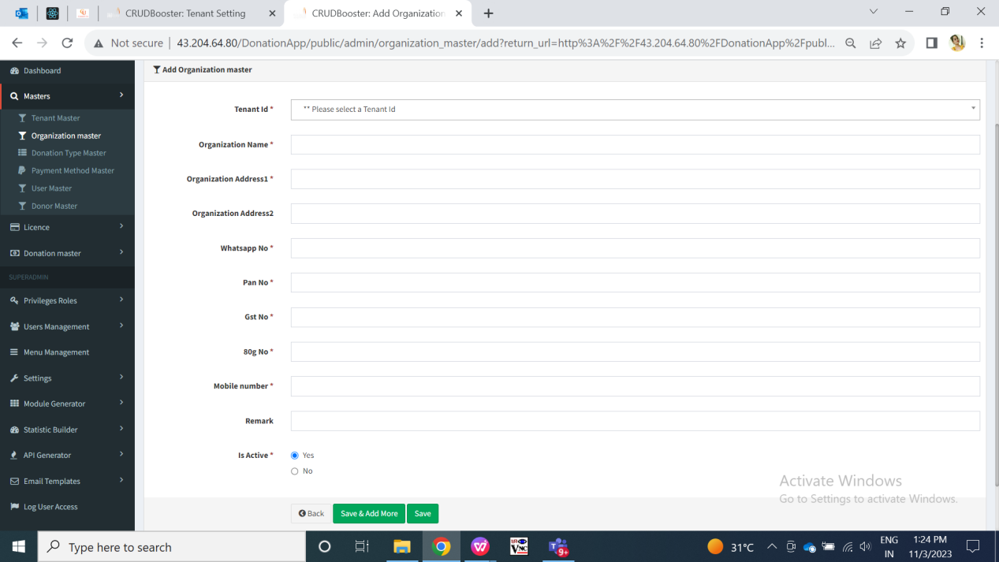 CRUDBooster: Tenant Setting
CRUDBooster: Add Organization
Not secure
43.204.64.80/DonationApp/public/admin/organization_master/add?return_url=http%3A%2F%2F43.204.64.80%2FDonationApp%2Fpubl...
Dashboard
Masters
Tenant Master
Organization master
Donation Type Master
Payment Method Master
User Master
Donor Master
Licence
Donation master
SUPERADMIN
Privileges Roles
Users Management
Menu Management
Settings
Module Generator
Statistic Builder
API Generator
Email Templates
Log User Access
Add Organization master
Tenant Id *
** Please select a Tenant Id
Organization Name *
Organization Address1 *
Organization Address2
Whatsapp No *
Pan No *
Gst No *
80g No *
Mobile number *
Remark
Is Active *
Yes
No
Back
Save & Add More
Save
Activate Windows
Go to Settings to activate Windows.
Type here to search
VNC
9+
31°C
ENG
IN
1:24 PM
11/3/2023